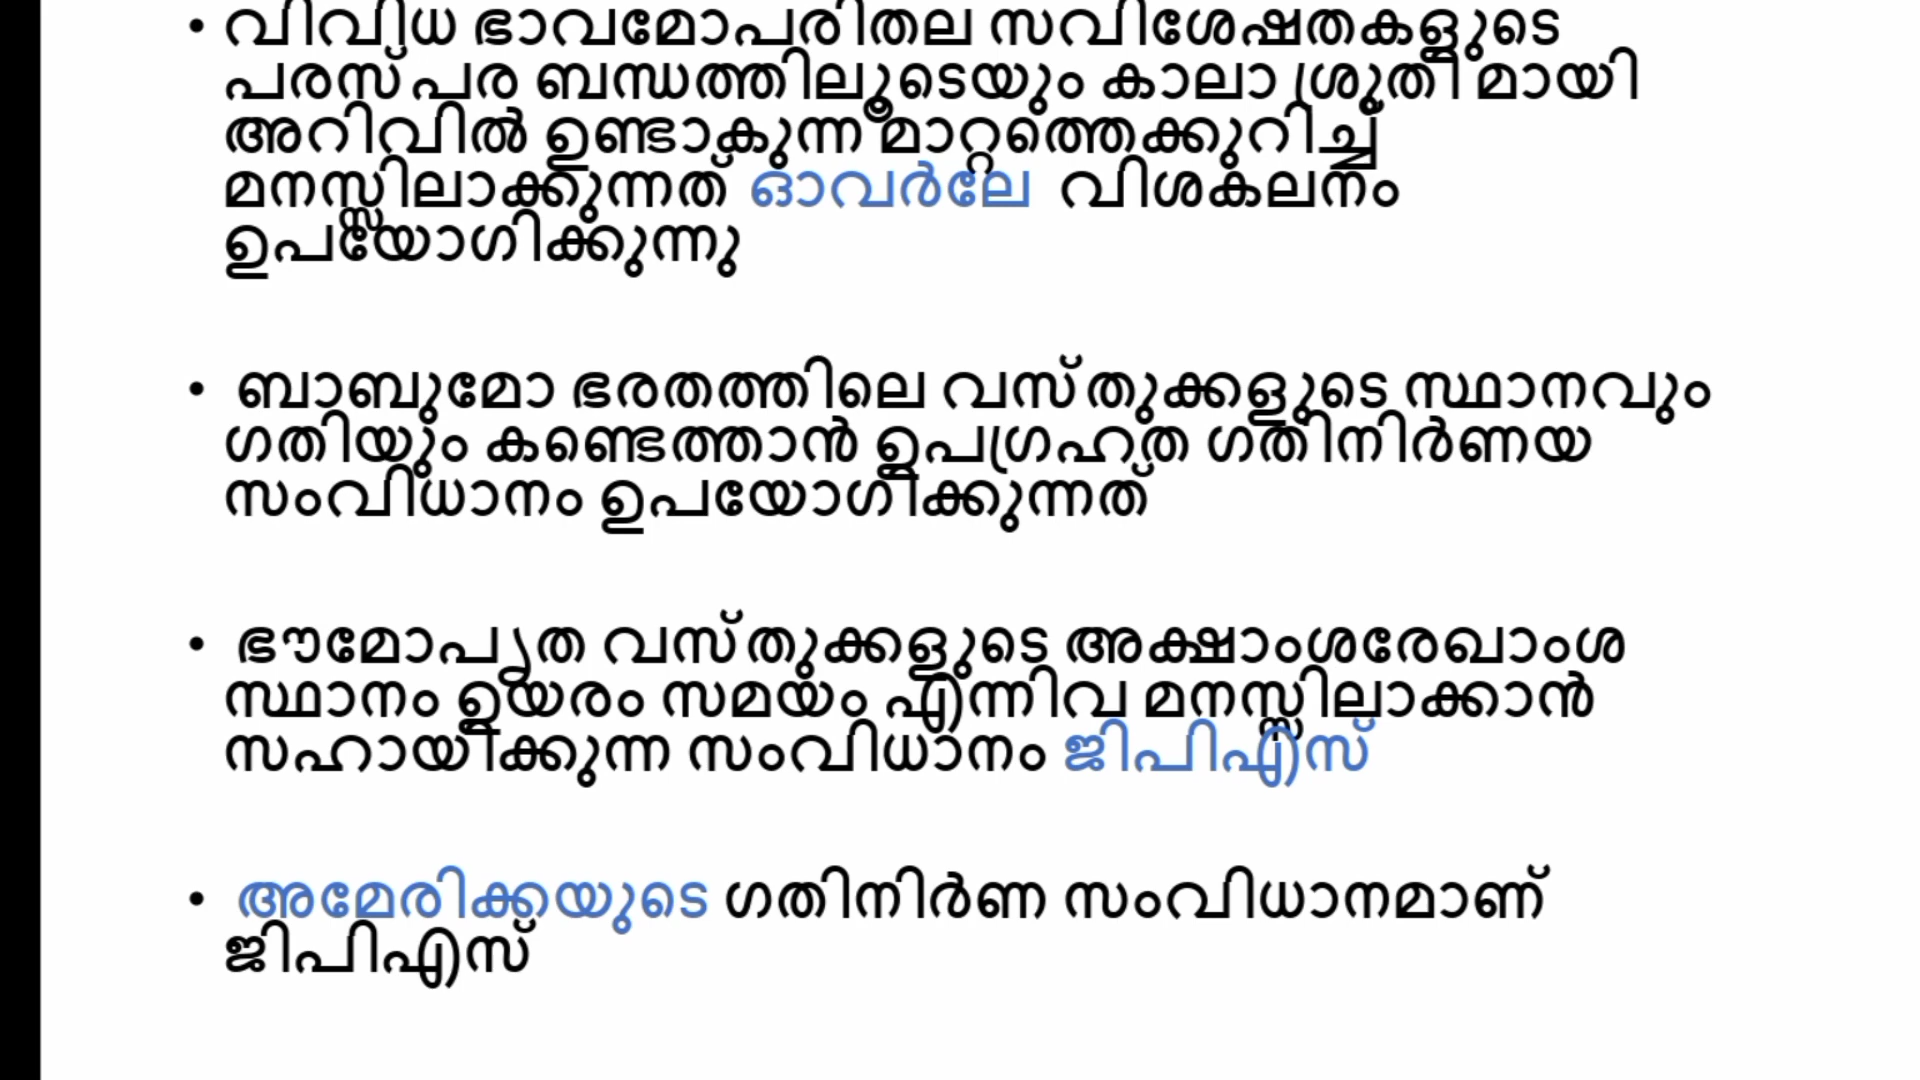 • വിവിധ ഭാവമോപരിതല സവിശേഷതകളുടെ
പരസ്‌പര ബന്ധത്തിലൂടെയും കാലാ ശ്രുതി മായി
അറിവിൽ ഉണ്ടാകുന്ന മാറ്റത്തെക്കുറിച്ച്
മനസ്സിലാക്കുന്നത് ഓവർലേ വിശകലനം
ഉപയോഗിക്കുന്നു
• ബാബുമോ ഭരതത്തിലെ വസ്‌തുക്കളുടെ സ്ഥാനവും
ഗതിയും കണ്ടെത്താൻ ഉപഗ്രഹത ഗതിനിർണയ
സംവിധാനം ഉപയോഗിക്കുന്നത്
• ഭൗമോപൃത വസ്‌തുക്കളുടെ അക്ഷാംശരേഖാംശ
സ്ഥാനം ഉയരം സമയം എന്നിവ മനസ്സിലാക്കാൻ
സഹായിക്കുന്ന സംവിധാനം ജിപിഎസ്
• അമേരിക്കയുടെ ഗതിനിർണ സംവിധാനമാണ്
ജിപിഎസ്